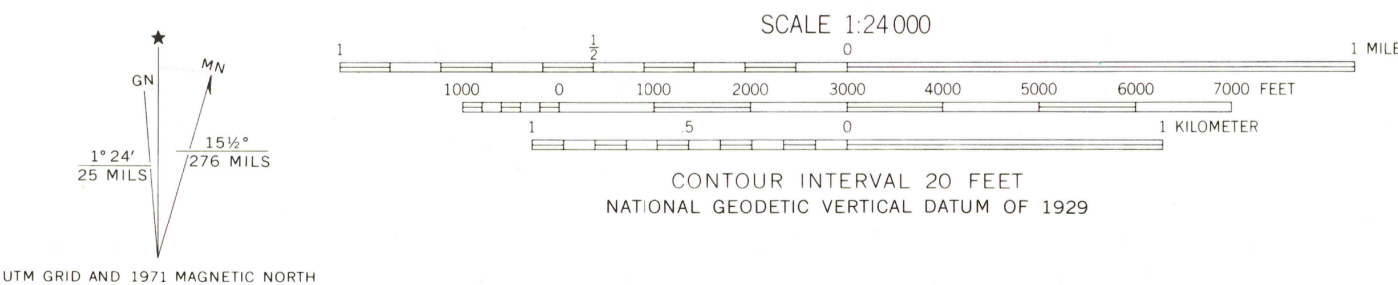 SCALE 1:24 000
1 ½ 0 1 MILE
1000 0 1000 2000 3000 4000 5000 6000 7000 FEET
1 .5 0 1 KILOMETER
CONTOUR INTERVAL 20 FEET
NATIONAL GEODETIC VERTICAL DATUM OF 1929
GN MN
1° 24′ 15½°
25 MILS 276 MILS
UTM GRID AND 1971 MAGNETIC NORTH